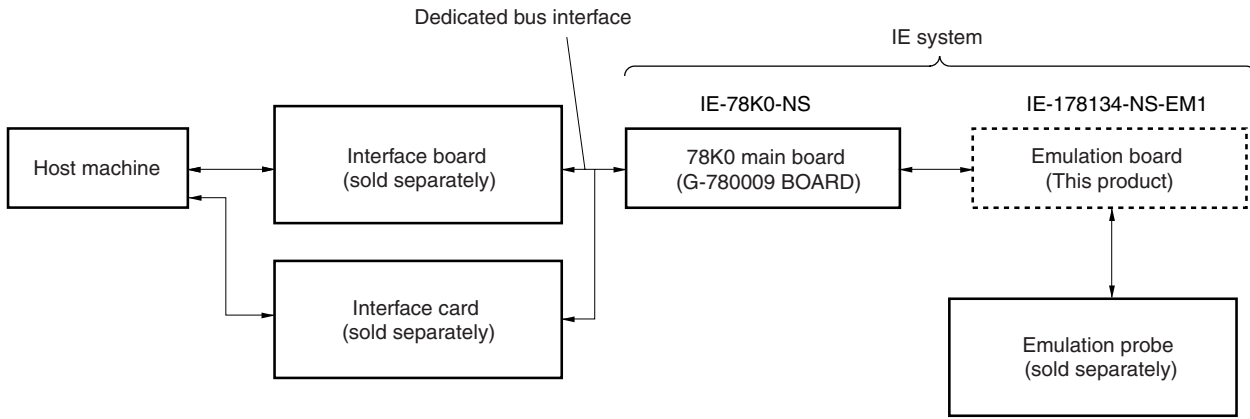 Dedicated bus interface
IE system
IE-78K0-NS
IE-178134-NS-EM1
Host machine
Interface board
(sold separately)
78K0 main board
(G-780009 BOARD)
Emulation board
(This product)
Interface card
(sold separately)
Emulation probe
(sold separately)